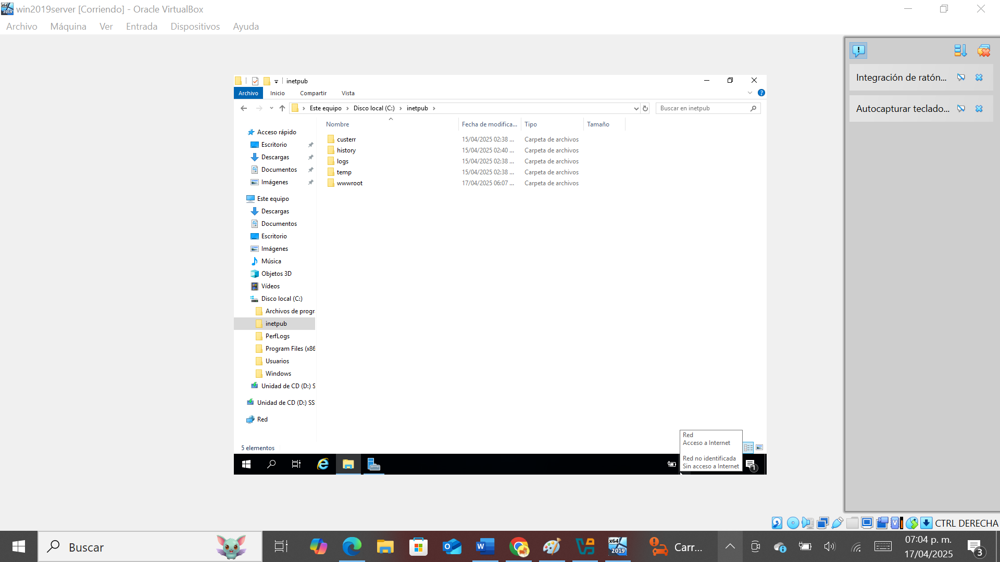 win2019server [Corriendo] - Oracle VirtualBox
Archivo Máquina Ver Entrada Dispositivos Ayuda
Integración de ratón...
Autocapturar teclado...
inetpub
Archivo Inicio Compartir Vista
Este equipo Disco local (C:) inetpub
Buscar en inetpub
Nombre Fecha de modifica... Tipo Tamaño
custerr 15/04/2025 02:38 ... Carpeta de archivos
history 15/04/2025 02:40 ... Carpeta de archivos
logs 15/04/2025 02:38 ... Carpeta de archivos
temp 15/04/2025 02:38 ... Carpeta de archivos
wwwroot 17/04/2025 06:07 ... Carpeta de archivos
Acceso rápido
Escritorio
Descargas
Documentos
Imágenes
Este equipo
Descargas
Documentos
Escritorio
Imágenes
Música
Objetos 3D
Vídeos
Disco local (C:)
Archivos de progr
inetpub
PerfLogs
Program Files (x86
Usuarios
Windows
Unidad de CD (D:) S
Unidad de CD (D:) SS
Red
5 elementos
Red
Acceso a Internet
Red no identificada
Sin acceso a Internet
1
CTRL DERECHA
Buscar
x64
2019
Carr...
07:04 p. m.
17/04/2025
3